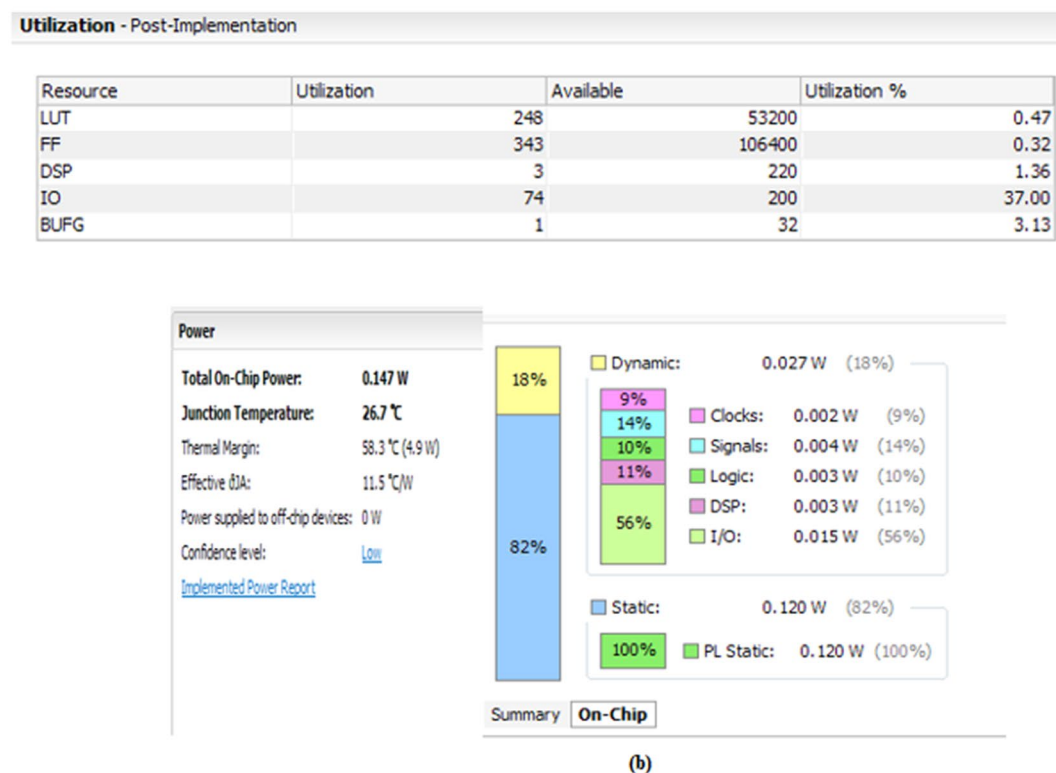 Utilization - Post-Implementation
Resource Utilization Available Utilization %
LUT 248 53200 0.47
FF 343 106400 0.32
DSP 3 220 1.36
IO 74 200 37.00
BUFG 1 32 3.13
Power
Total On-Chip Power: 0.147 W
Junction Temperature: 26.7 °C
Thermal Margin: 58.3 °C (4.9 W)
Effective ϑJA: 11.5 °C/W
Power supplied to off-chip devices: 0 W
Confidence level: Low
Implemented Power Report
18%
82%
Dynamic: 0.027 W (18%)
9% Clocks: 0.002 W (9%)
14% Signals: 0.004 W (14%)
10% Logic: 0.003 W (10%)
11% DSP: 0.003 W (11%)
56% I/O: 0.015 W (56%)
Static: 0.120 W (82%)
100% PL Static: 0.120 W (100%)
Summary On-Chip
(b)